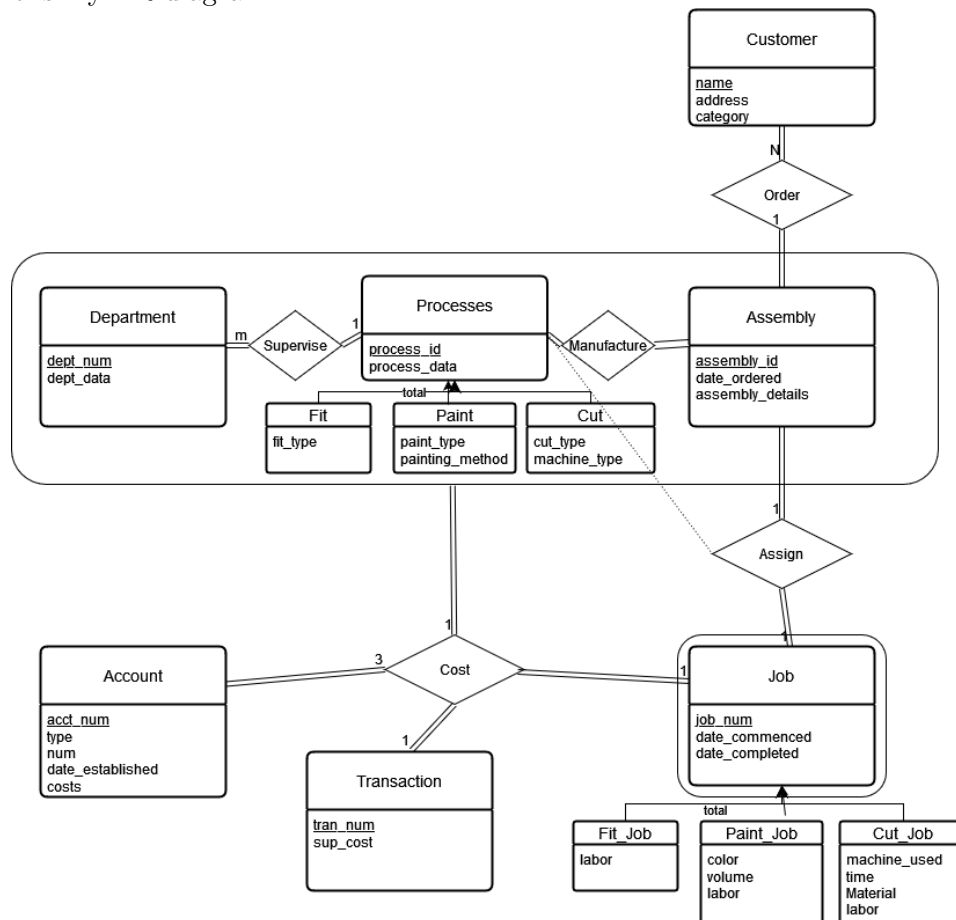 Customer
name
address
category
N
Order
1
Department
dept_num
dept_data
m
Supervise
1
Processes
process_id
process_data
Manufacture
Assembly
assembly_id
date_ordered
assembly_details
total
Fit
fit_type
Paint
paint_type
painting_method
Cut
cut_type
machine_type
1
Assign
1
1
Account
acct_num
type
num
date_established
costs
3
Cost
1
1
Transaction
tran_num
sup_cost
Job
job_num
date_commenced
date_completed
total
Fit_Job
labor
Paint_Job
color
volume
labor
Cut_Job
machine_used
time
Material
labor